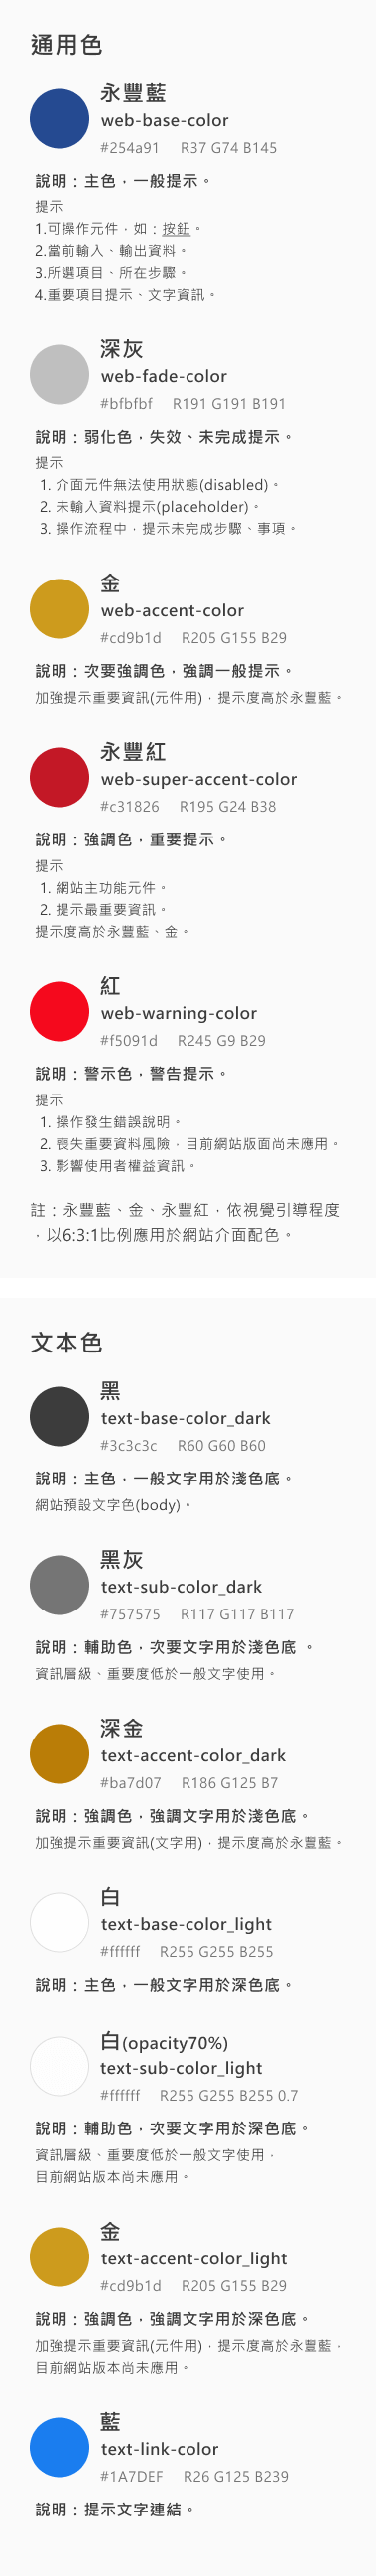 通用色
永豐藍
web-base-color
#254a91 R37 G74 B145
說明：主色，一般提示。
提示
1.可操作元件，如：按鈕。
2.當前輸入、輸出資料。
3.所選項目、所在步驟。
4.重要項目提示、文字資訊。
深灰
web-fade-color
#bfbfbf R191 G191 B191
說明：弱化色，失效、未完成提示。
提示
1. 介面元件無法使用狀態(disabled)。
2. 未輸入資料提示(placeholder)。
3. 操作流程中，提示未完成步驟、事項。
金
web-accent-color
#cd9b1d R205 G155 B29
說明：次要強調色，強調一般提示。
加強提示重要資訊(元件用)，提示度高於永豐藍。
永豐紅
web-super-accent-color
#c31826 R195 G24 B38
說明：強調色，重要提示。
提示
1. 網站主功能元件。
2. 提示最重要資訊。
提示度高於永豐藍、金。
紅
web-warning-color
#f5091d R245 G9 B29
說明：警示色，警告提示。
提示
1. 操作發生錯誤說明。
2. 喪失重要資料風險，目前網站版面尚未應用。
3. 影響使用者權益資訊。
註：永豐藍、金、永豐紅，依視覺引導程度
，以6:3:1比例應用於網站介面配色。
文本色
黑
text-base-color_dark
#3c3c3c R60 G60 B60
說明：主色，一般文字用於淺色底。
網站預設文字色(body)。
黑灰
text-sub-color_dark
#757575 R117 G117 B117
說明：輔助色，次要文字用於淺色底 。
資訊層級、重要度低於一般文字使用。
深金
text-accent-color_dark
#ba7d07 R186 G125 B7
說明：強調色，強調文字用於淺色底。
加強提示重要資訊(文字用)，提示度高於永豐藍。
白
text-base-color_light
#ffffff R255 G255 B255
說明：主色，一般文字用於深色底。
白(opacity70%)
text-sub-color_light
#ffffff R255 G255 B255 0.7
說明：輔助色，次要文字用於深色底。
資訊層級、重要度低於一般文字使用，
目前網站版本尚未應用。
金
text-accent-color_light
#cd9b1d R205 G155 B29
說明：強調色，強調文字用於深色底。
加強提示重要資訊(元件用)，提示度高於永豐藍，
目前網站版本尚未應用。
藍
text-link-color
#1A7DEF R26 G125 B239
說明：提示文字連結。